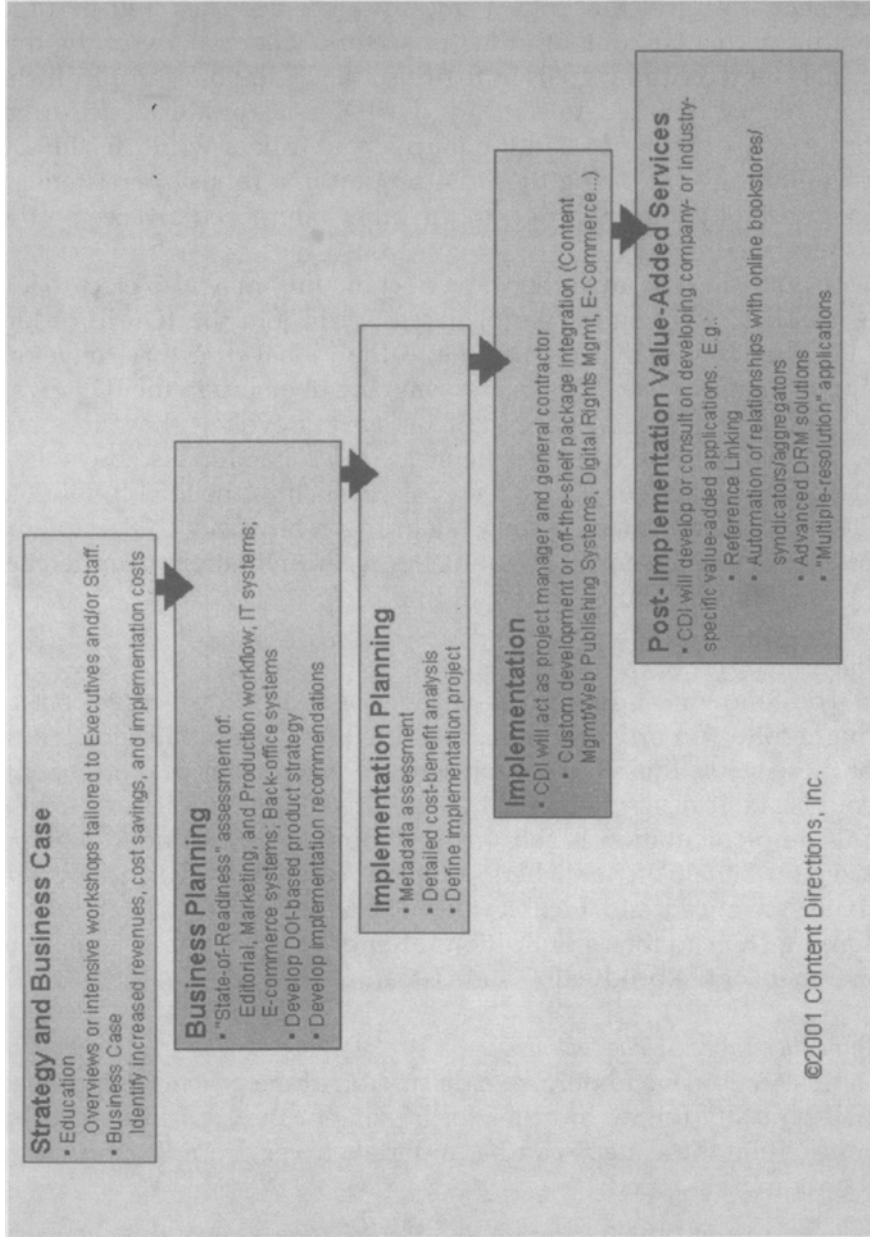 Strategy and Business Case
• Education
Overviews or intensive workshops tailored to Executives and/or Staff.
• Business Case
Identify increased revenues, cost savings, and implementation costs
Business Planning
• "State-of-Readiness" assessment of:
Editorial, Marketing, and Production workflow; IT systems;
E-commerce systems; Back-office systems
• Develop DOI-based product strategy
• Develop implementation recommendations
Implementation Planning
• Metadata assessment
• Detailed cost-benefit analysis
• Define implementation project
Implementation
• CDI will act as project manager and general contractor
• Custom development or off-the-shelf package integration (Content
Mgmt/Web Publishing Systems, Digital Rights Mgmt, E-Commerce...)
Post-Implementation Value-Added Services
• CDI will develop or consult on developing company- or industry-
specific value-added applications. E.g.:
• Reference Linking
• Automation of relationships with online bookstores/
syndicators/aggregators
• Advanced DRM solutions
• "Multiple-resolution" applications
©2001 Content Directions, Inc.